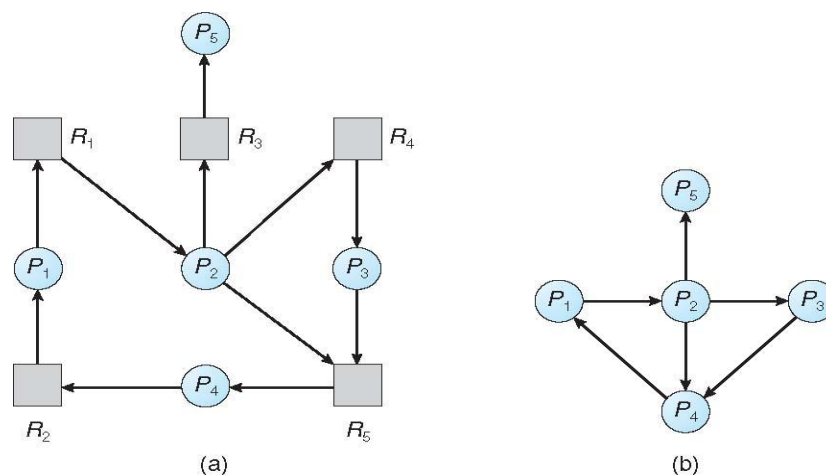 P₅
R₁ R₃ R₄
P₁ P₂ P₃
P₄
R₂ R₅
(a)
P₅
P₁ P₂ P₃
P₄
(b)